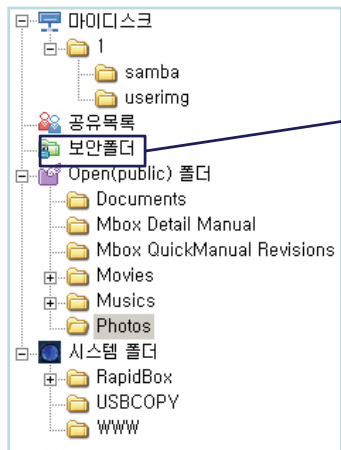 마이디스크
1
samba
userimg
공유목록
보안폴더
Open(public) 폴더
Documents
Mbox Detail Manual
Mbox QuickManual Revisions
Movies
Musics
Photos
시스템 폴더
RapidBox
USBCOPY
WWW